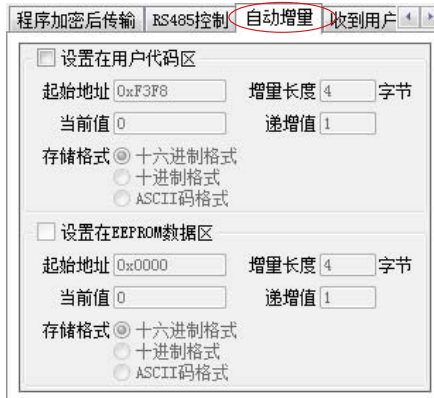 程序加密后传输 RS485控制 自动增量 收到用户
设置在用户代码区
起始地址 0xF3F8 增量长度 4 字节
当前值 0 递增值 1
存储格式 十六进制格式
十进制格式
ASCII码格式
设置在EEPROM数据区
起始地址 0x0000 增量长度 4 字节
当前值 0 递增值 1
存储格式 十六进制格式
十进制格式
ASCII码格式